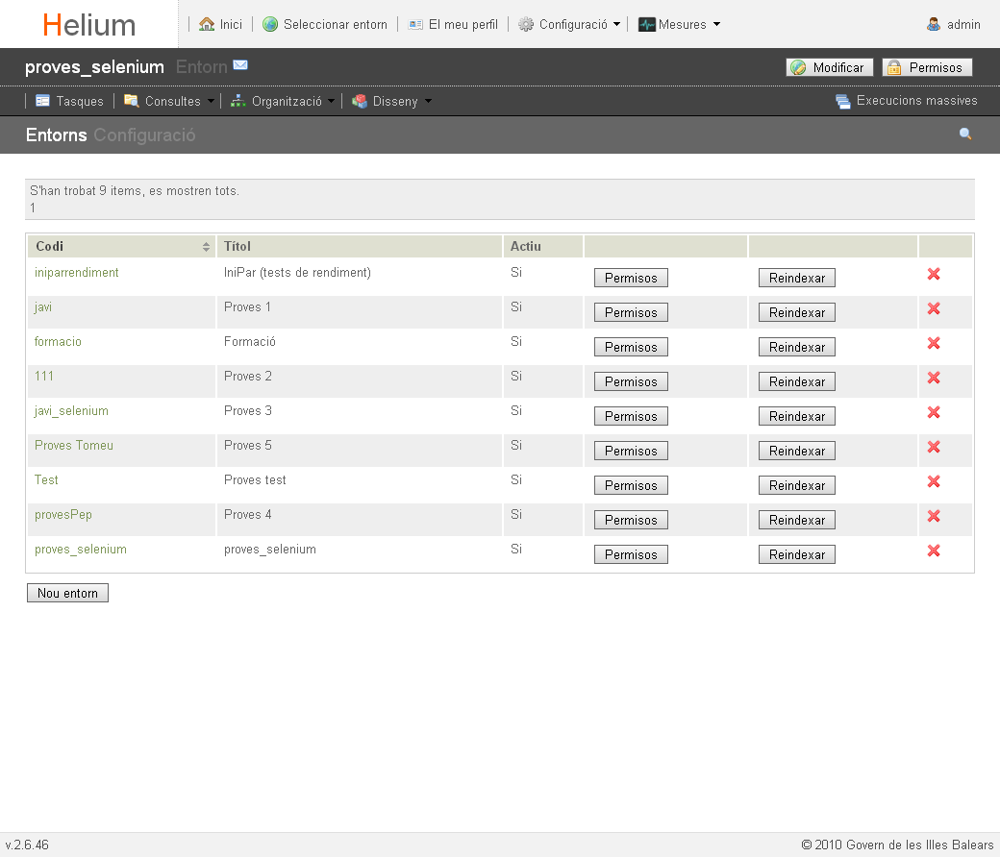 Helium
Inici
Seleccionar entorn
El meu perfil
Configuració
Mesures
admin
proves_selenium Entorn
Modificar
Permisos
Tasques
Consultes
Organització
Disseny
Execucions massives
Entorns Configuració
S'han trobat 9 items, es mostren tots.
1
Codi Títol Actiu
iniparrendiment IniPar (tests de rendiment) Si Permisos Reindexar
javi Proves 1 Si Permisos Reindexar
formacio Formació Si Permisos Reindexar
111 Proves 2 Si Permisos Reindexar
javi_selenium Proves 3 Si Permisos Reindexar
Proves Tomeu Proves 5 Si Permisos Reindexar
Test Proves test Si Permisos Reindexar
provesPep Proves 4 Si Permisos Reindexar
proves_selenium proves_selenium Si Permisos Reindexar
Nou entorn
v.2.6.46
© 2010 Govern de les Illes Balears